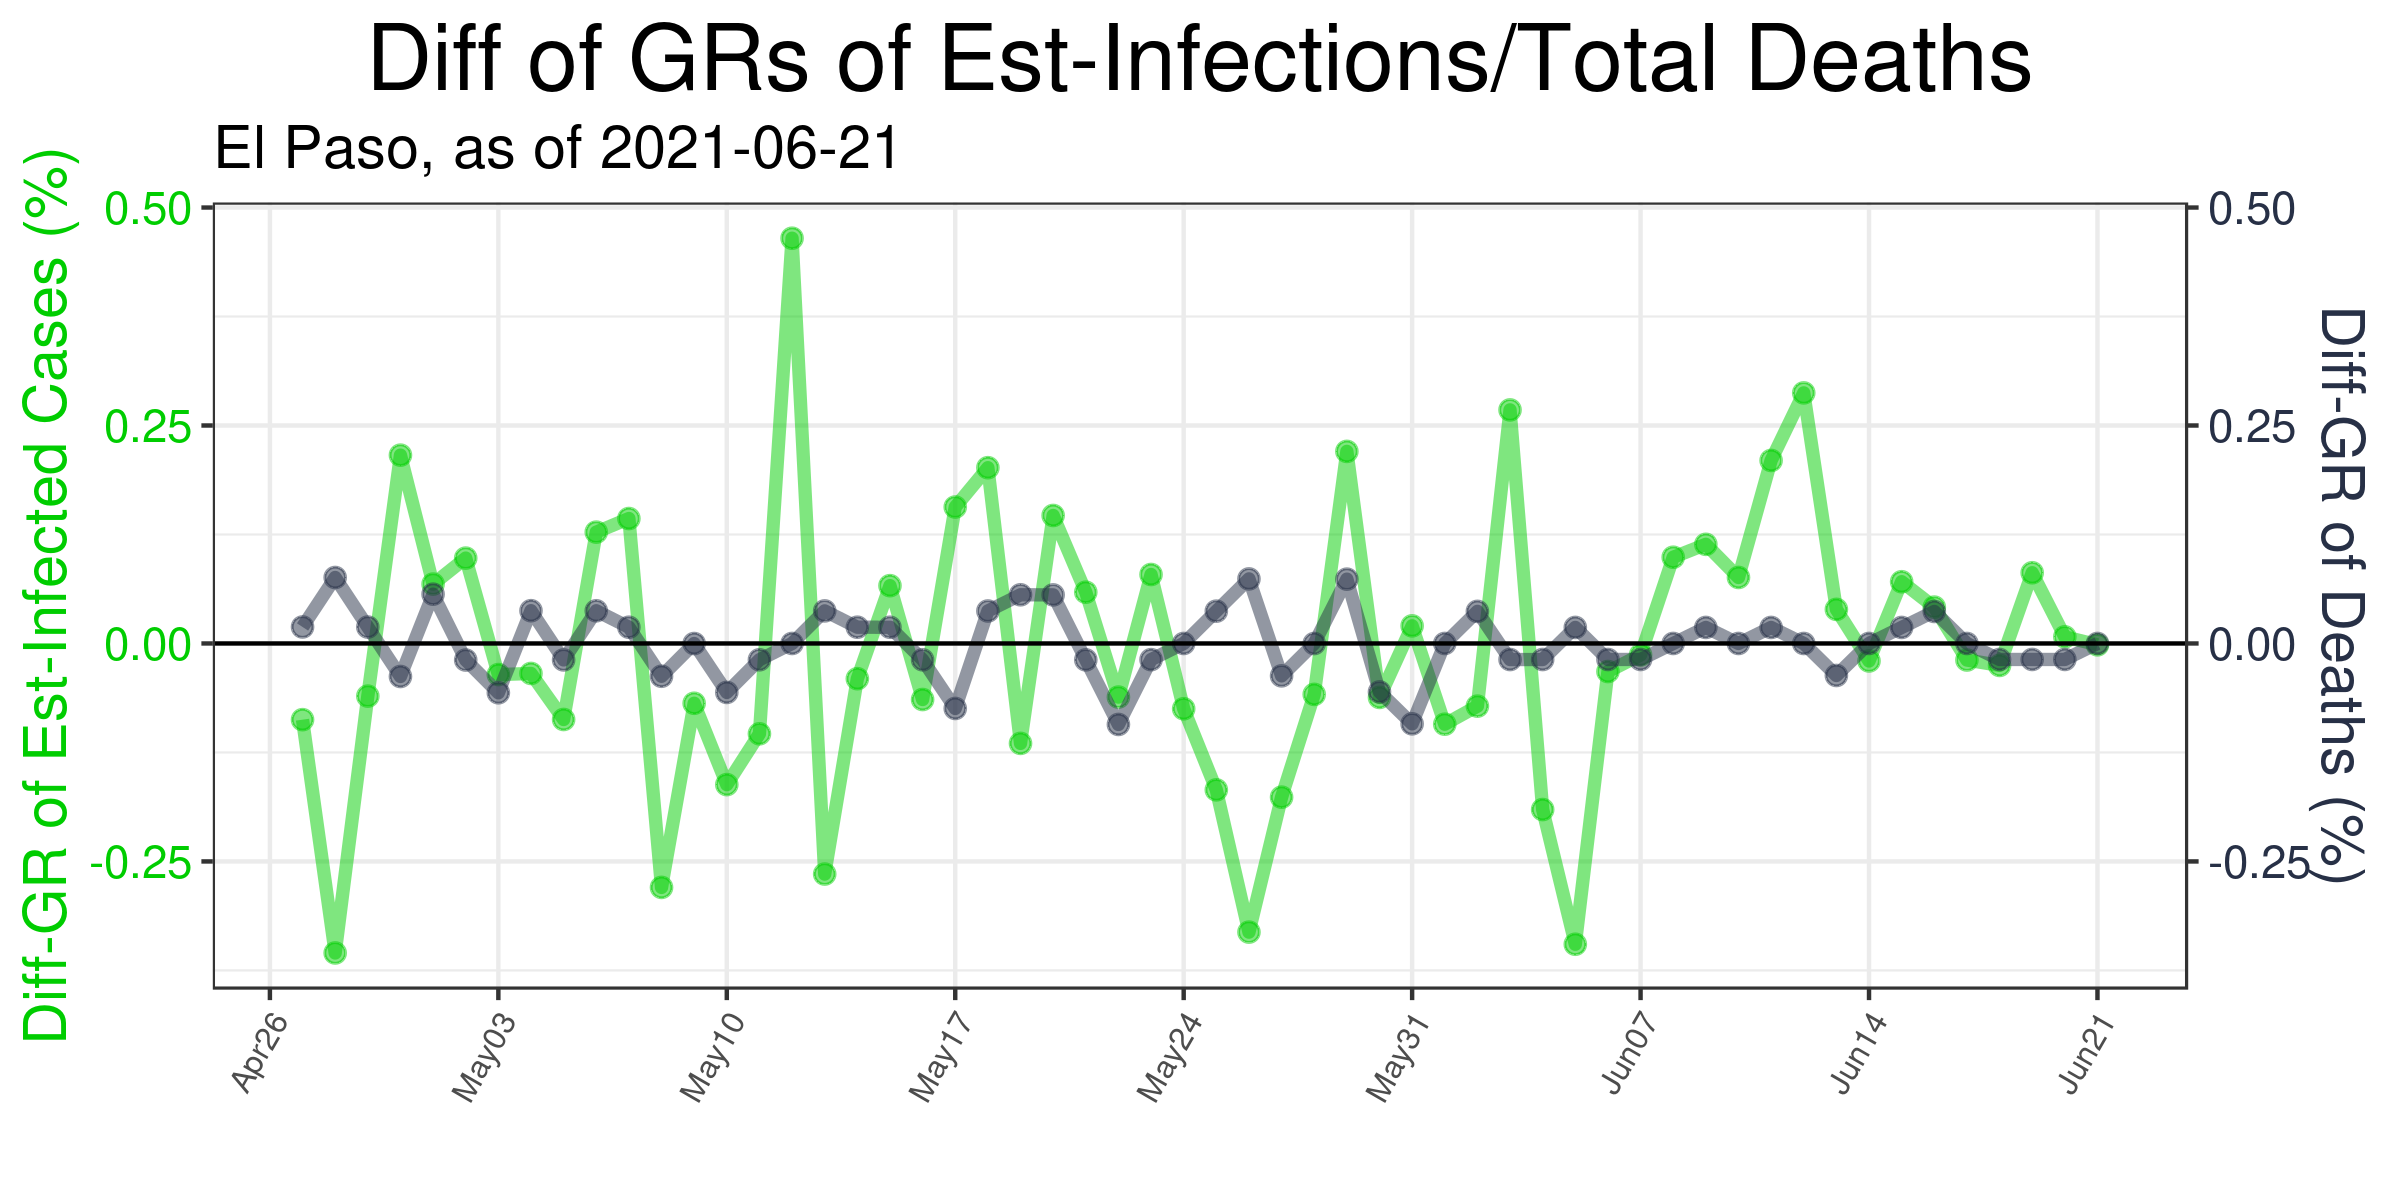 Diff of GRs of Est-Infections/Total Deaths
El Paso, as of 2021-06-21
Diff-GR of Est-Infected Cases (%)
0.50
0.25
0.00
-0.25
0.50
0.25
0.00
-0.25
Diff-GR of Deaths (%)
Apr26
May03
May10
May17
May24
May31
Jun07
Jun14
Jun21